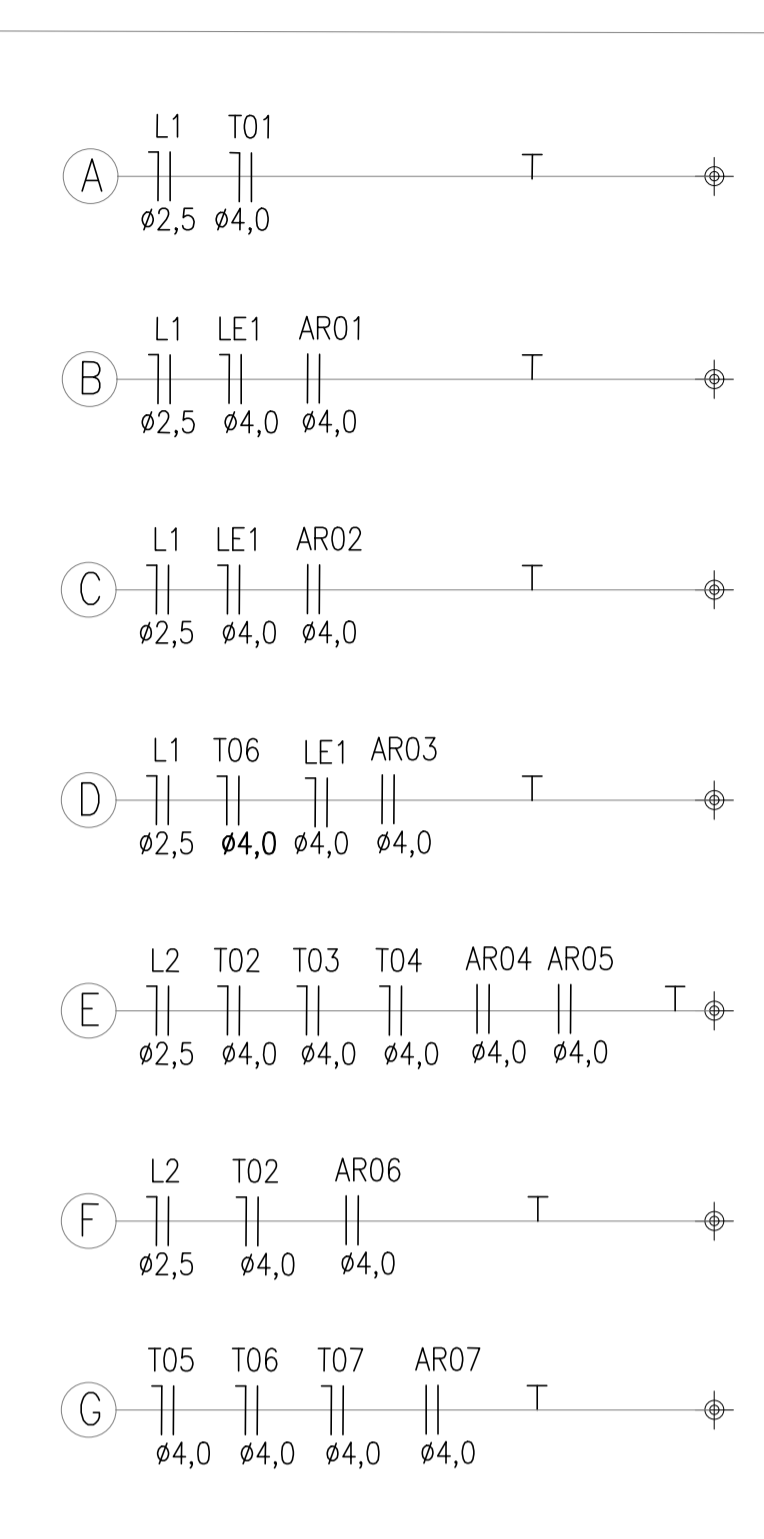 L1 T01
A T
ø2,5 ø4,0
L1 LE1 AR01
B T
ø2,5 ø4,0 ø4,0
L1 LE1 AR02
C T
ø2,5 ø4,0 ø4,0
L1 T06 LE1 AR03
D T
ø2,5 ø4,0 ø4,0 ø4,0
L2 T02 T03 T04 AR04 AR05
E T
ø2,5 ø4,0 ø4,0 ø4,0 ø4,0 ø4,0
L2 T02 AR06
F T
ø2,5 ø4,0 ø4,0
T05 T06 T07 AR07
G T
ø4,0 ø4,0 ø4,0 ø4,0